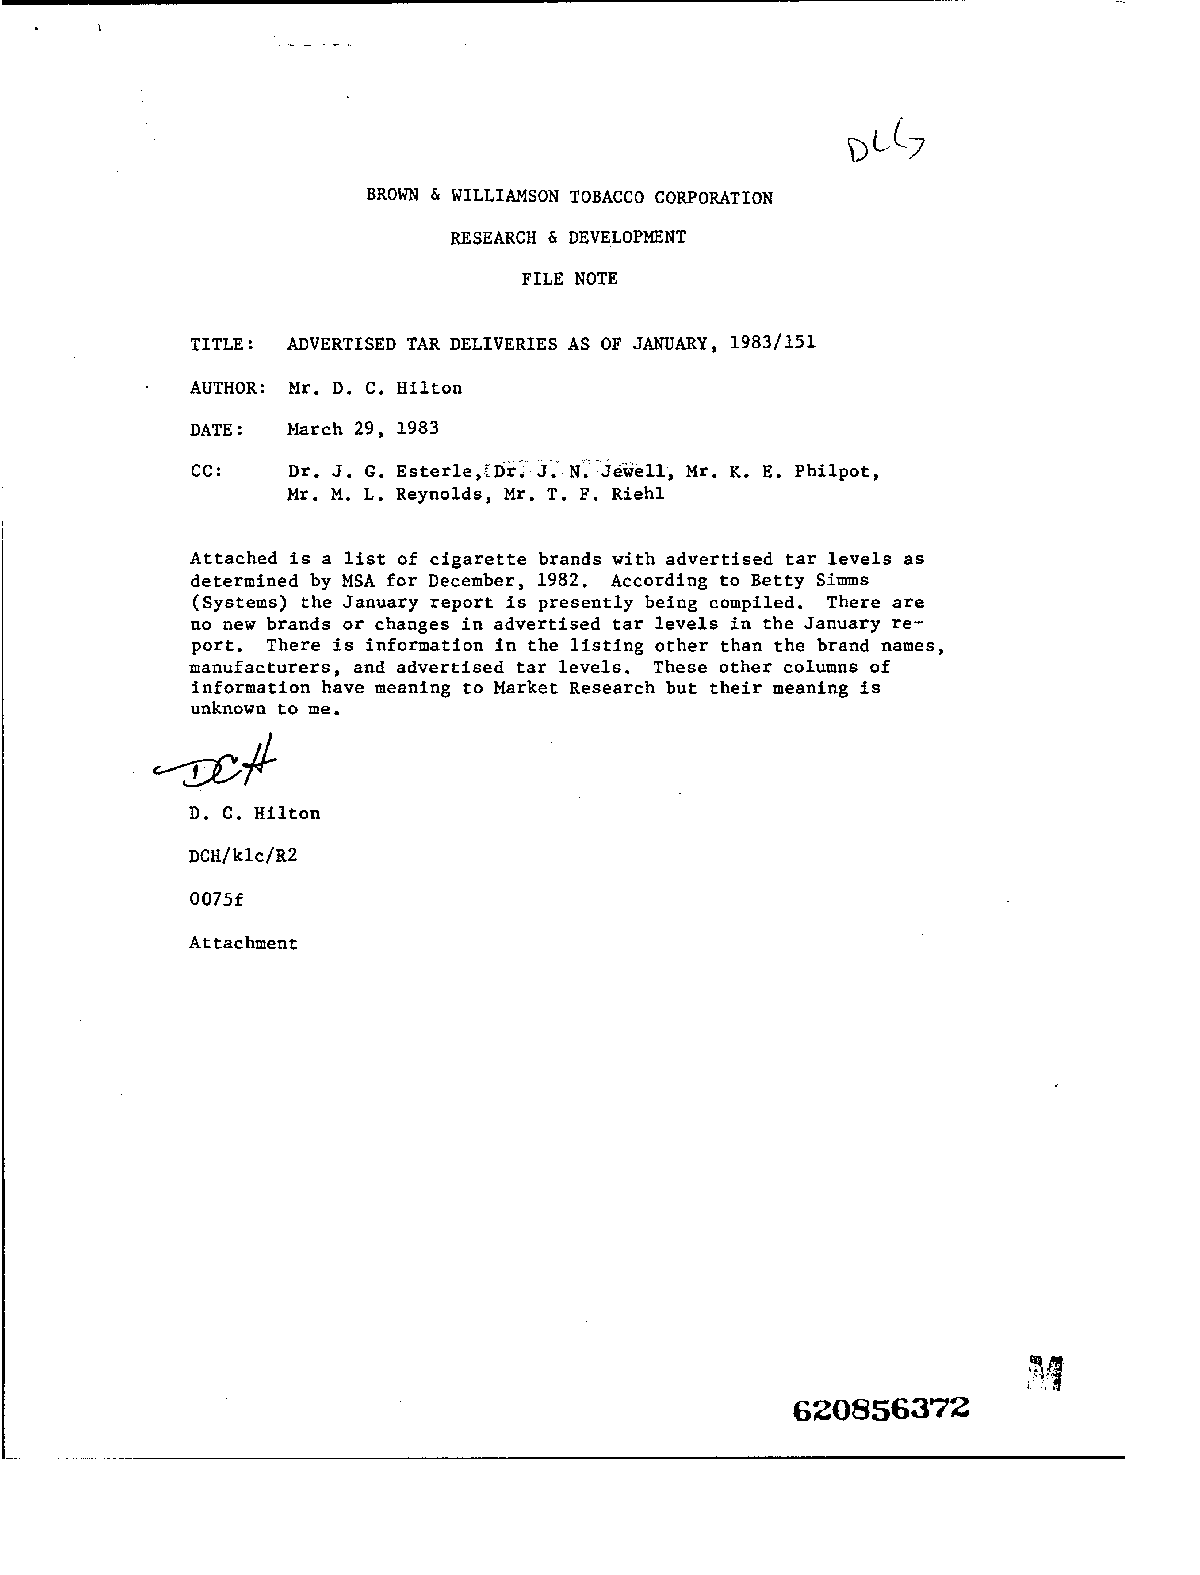 DLG
BROWN & WILLIAMSON TOBACCO CORPORATION
RESEARCH & DEVELOPMENT
FILE NOTE
TITLE: ADVERTISED TAR DELIVERIES AS OF JANUARY, 1983/151
AUTHOR: Mr. D. C. Hilton
DATE: March 29, 1983
CC: Dr. J. G. Esterle, Dr. J. N. Jewell, Mr. K. E. Philpot,
Mr. M. L. Reynolds, Mr. T. F. Riehl
Attached is a list of cigarette brands with advertised tar levels as
determined by MSA for December, 1982. According to Betty Simms
(Systems) the January report is presently being compiled. There are
no new brands or changes in advertised tar levels in the January re-
port. There is information in the listing other than the brand names,
manufacturers, and advertised tar levels. These other columns of
information have meaning to Market Research but their meaning is
unknown to me.
DCH
D. C. Hilton
DCH/klc/R2
0075f
Attachment
M
620856372